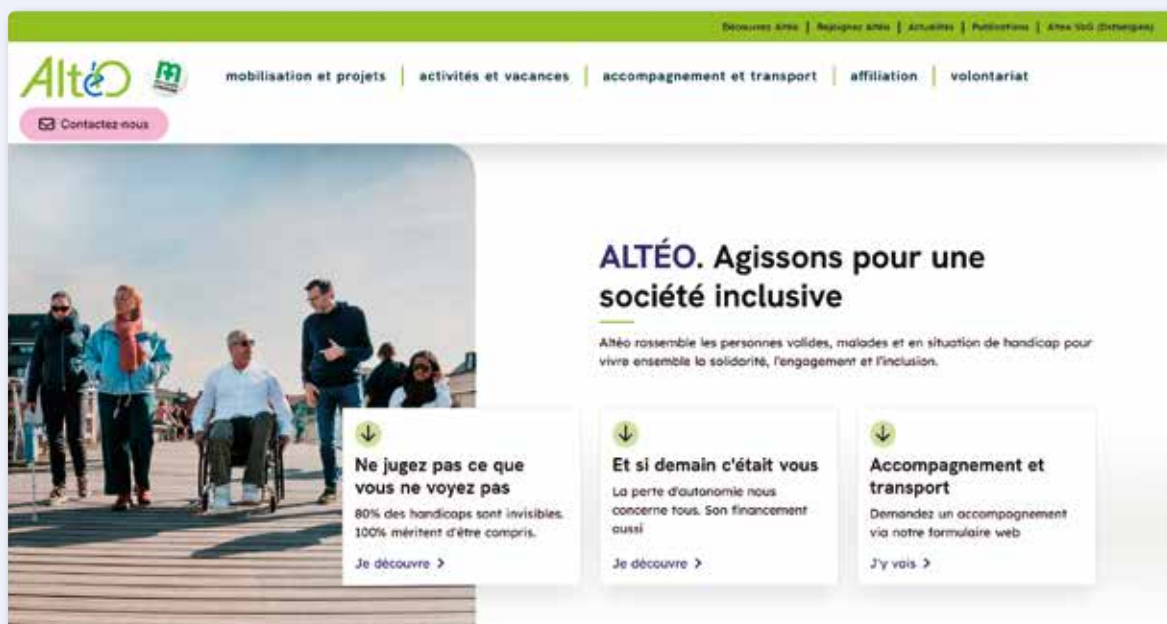 Découvrez Altéo | Rejoignez Altéo | Actualités | Publications | Alteo VoG (Ostbelgien)
AltéO
mobilisation et projets | activités et vacances | accompagnement et transport | affiliation | volontariat
Contactez-nous
ALTÉO. Agissons pour une
société inclusive
Altéo rassemble les personnes valides, malades et en situation de handicap pour
vivre ensemble la solidarité, l'engagement et l'inclusion.
Ne jugez pas ce que
vous ne voyez pas
80% des handicaps sont invisibles.
100% méritent d'être compris.
Je découvre >
Et si demain c'était vous
La perte d'autonomie nous
concerne tous. Son financement
aussi
Je découvre >
Accompagnement et
transport
Demandez un accompagnement
via notre formulaire web
J'y vais >